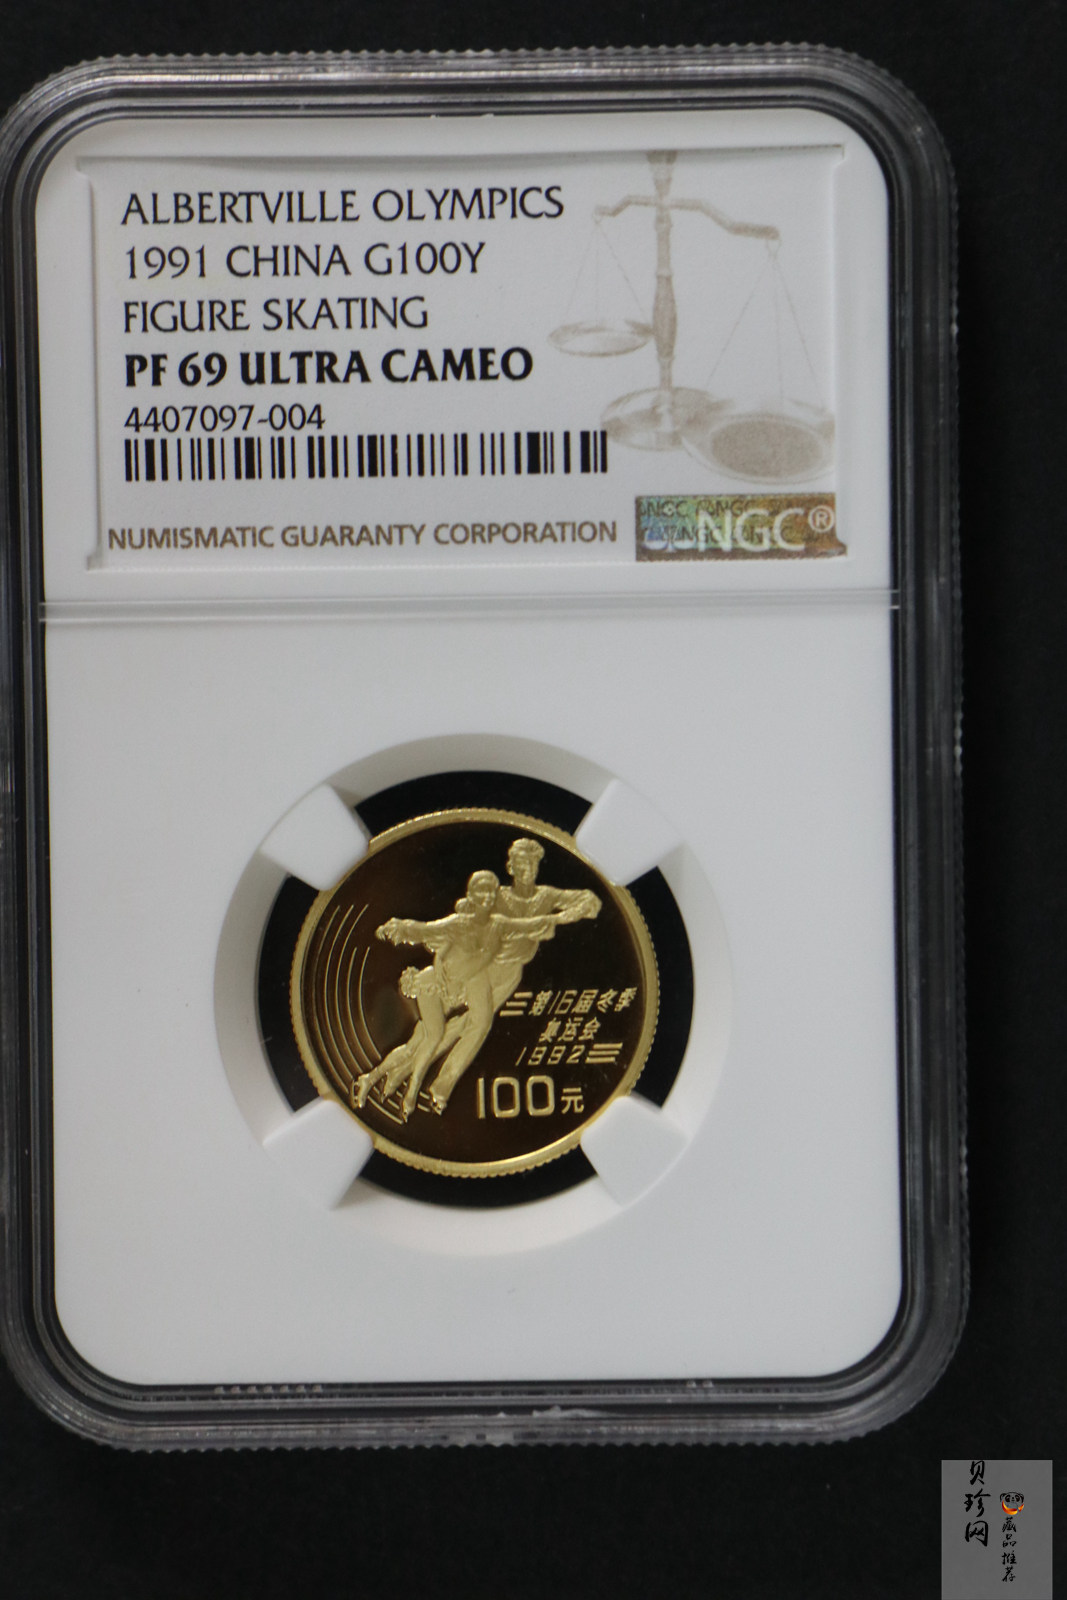 ALBERTVILLE OLYMPICS
1991 CHINA G100Y
FIGURE SKATING
PF 69 ULTRA CAMEO
4407097-004
NUMISMATIC GUARANTY CORPORATION
NGC®
第16届冬季
奥运会
1992
100元
贝珍网
藏品推荐